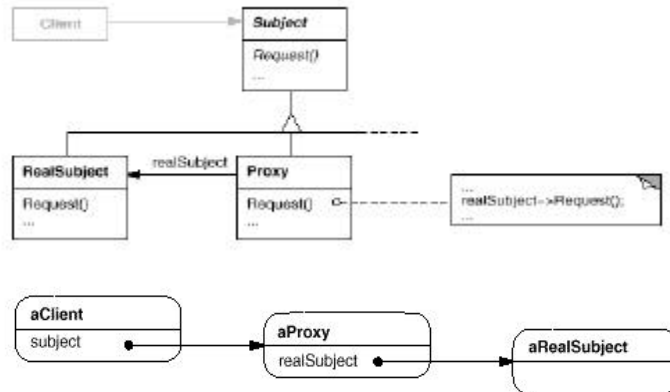 Client
Subject
Request()
...
realSubject
RealSubject
Request()
...
Proxy
Request()
...
...
realSubject->Request();
...
aClient
subject
aProxy
realSubject
aRealSubject